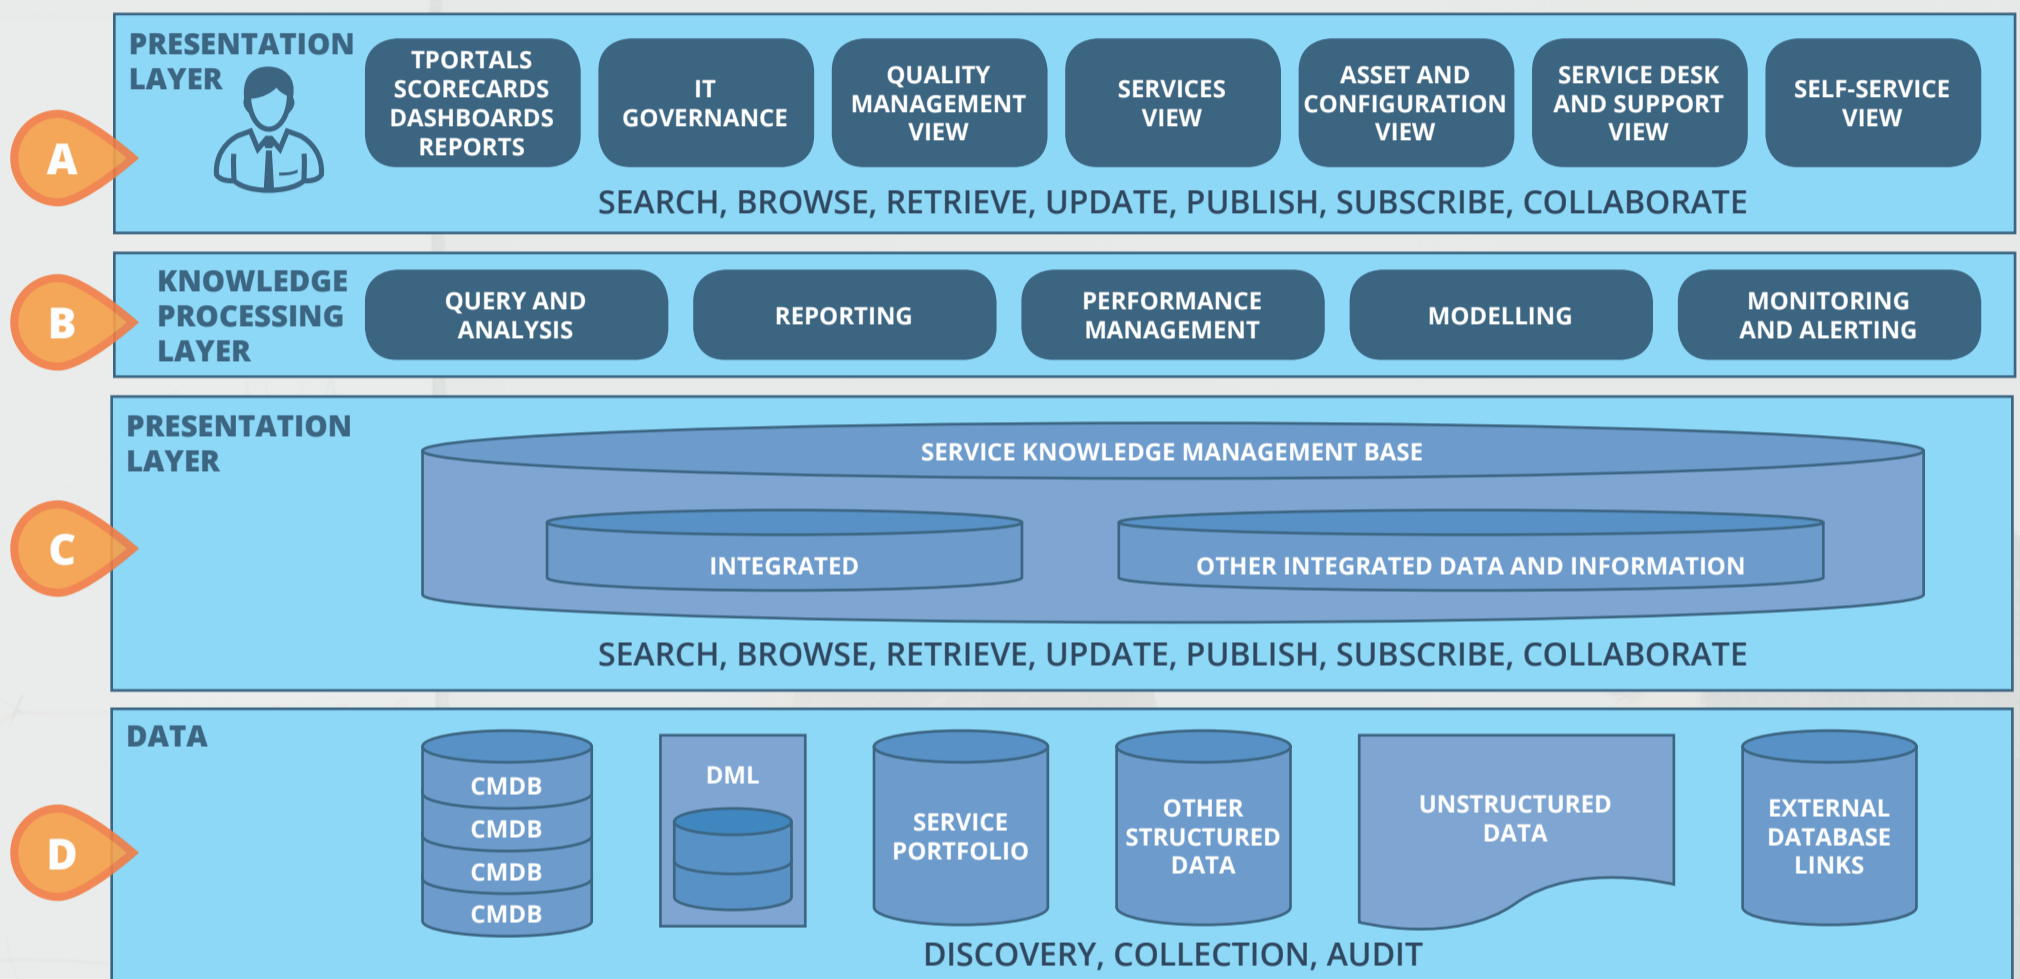 PRESENTATION
LAYER
TPORTALS
SCORECARDS
DASHBOARDS
REPORTS
IT
GOVERNANCE
QUALITY
MANAGEMENT
VIEW
SERVICES
VIEW
ASSET AND
CONFIGURATION
VIEW
SERVICE DESK
AND SUPPORT
VIEW
SELF-SERVICE
VIEW
A
SEARCH, BROWSE, RETRIEVE, UPDATE, PUBLISH, SUBSCRIBE, COLLABORATE
B
KNOWLEDGE
PROCESSING
LAYER
QUERY AND
ANALYSIS
REPORTING
PERFORMANCE
MANAGEMENT
MODELLING
MONITORING
AND ALERTING
PRESENTATION
LAYER
SERVICE KNOWLEDGE MANAGEMENT BASE
C
INTEGRATED
OTHER INTEGRATED DATA AND INFORMATION
SEARCH, BROWSE, RETRIEVE, UPDATE, PUBLISH, SUBSCRIBE, COLLABORATE
DATA
D
CMDB
CMDB
CMDB
CMDB
DML
SERVICE
PORTFOLIO
OTHER
STRUCTURED
DATA
UNSTRUCTURED
DATA
EXTERNAL
DATABASE
LINKS
DISCOVERY, COLLECTION, AUDIT